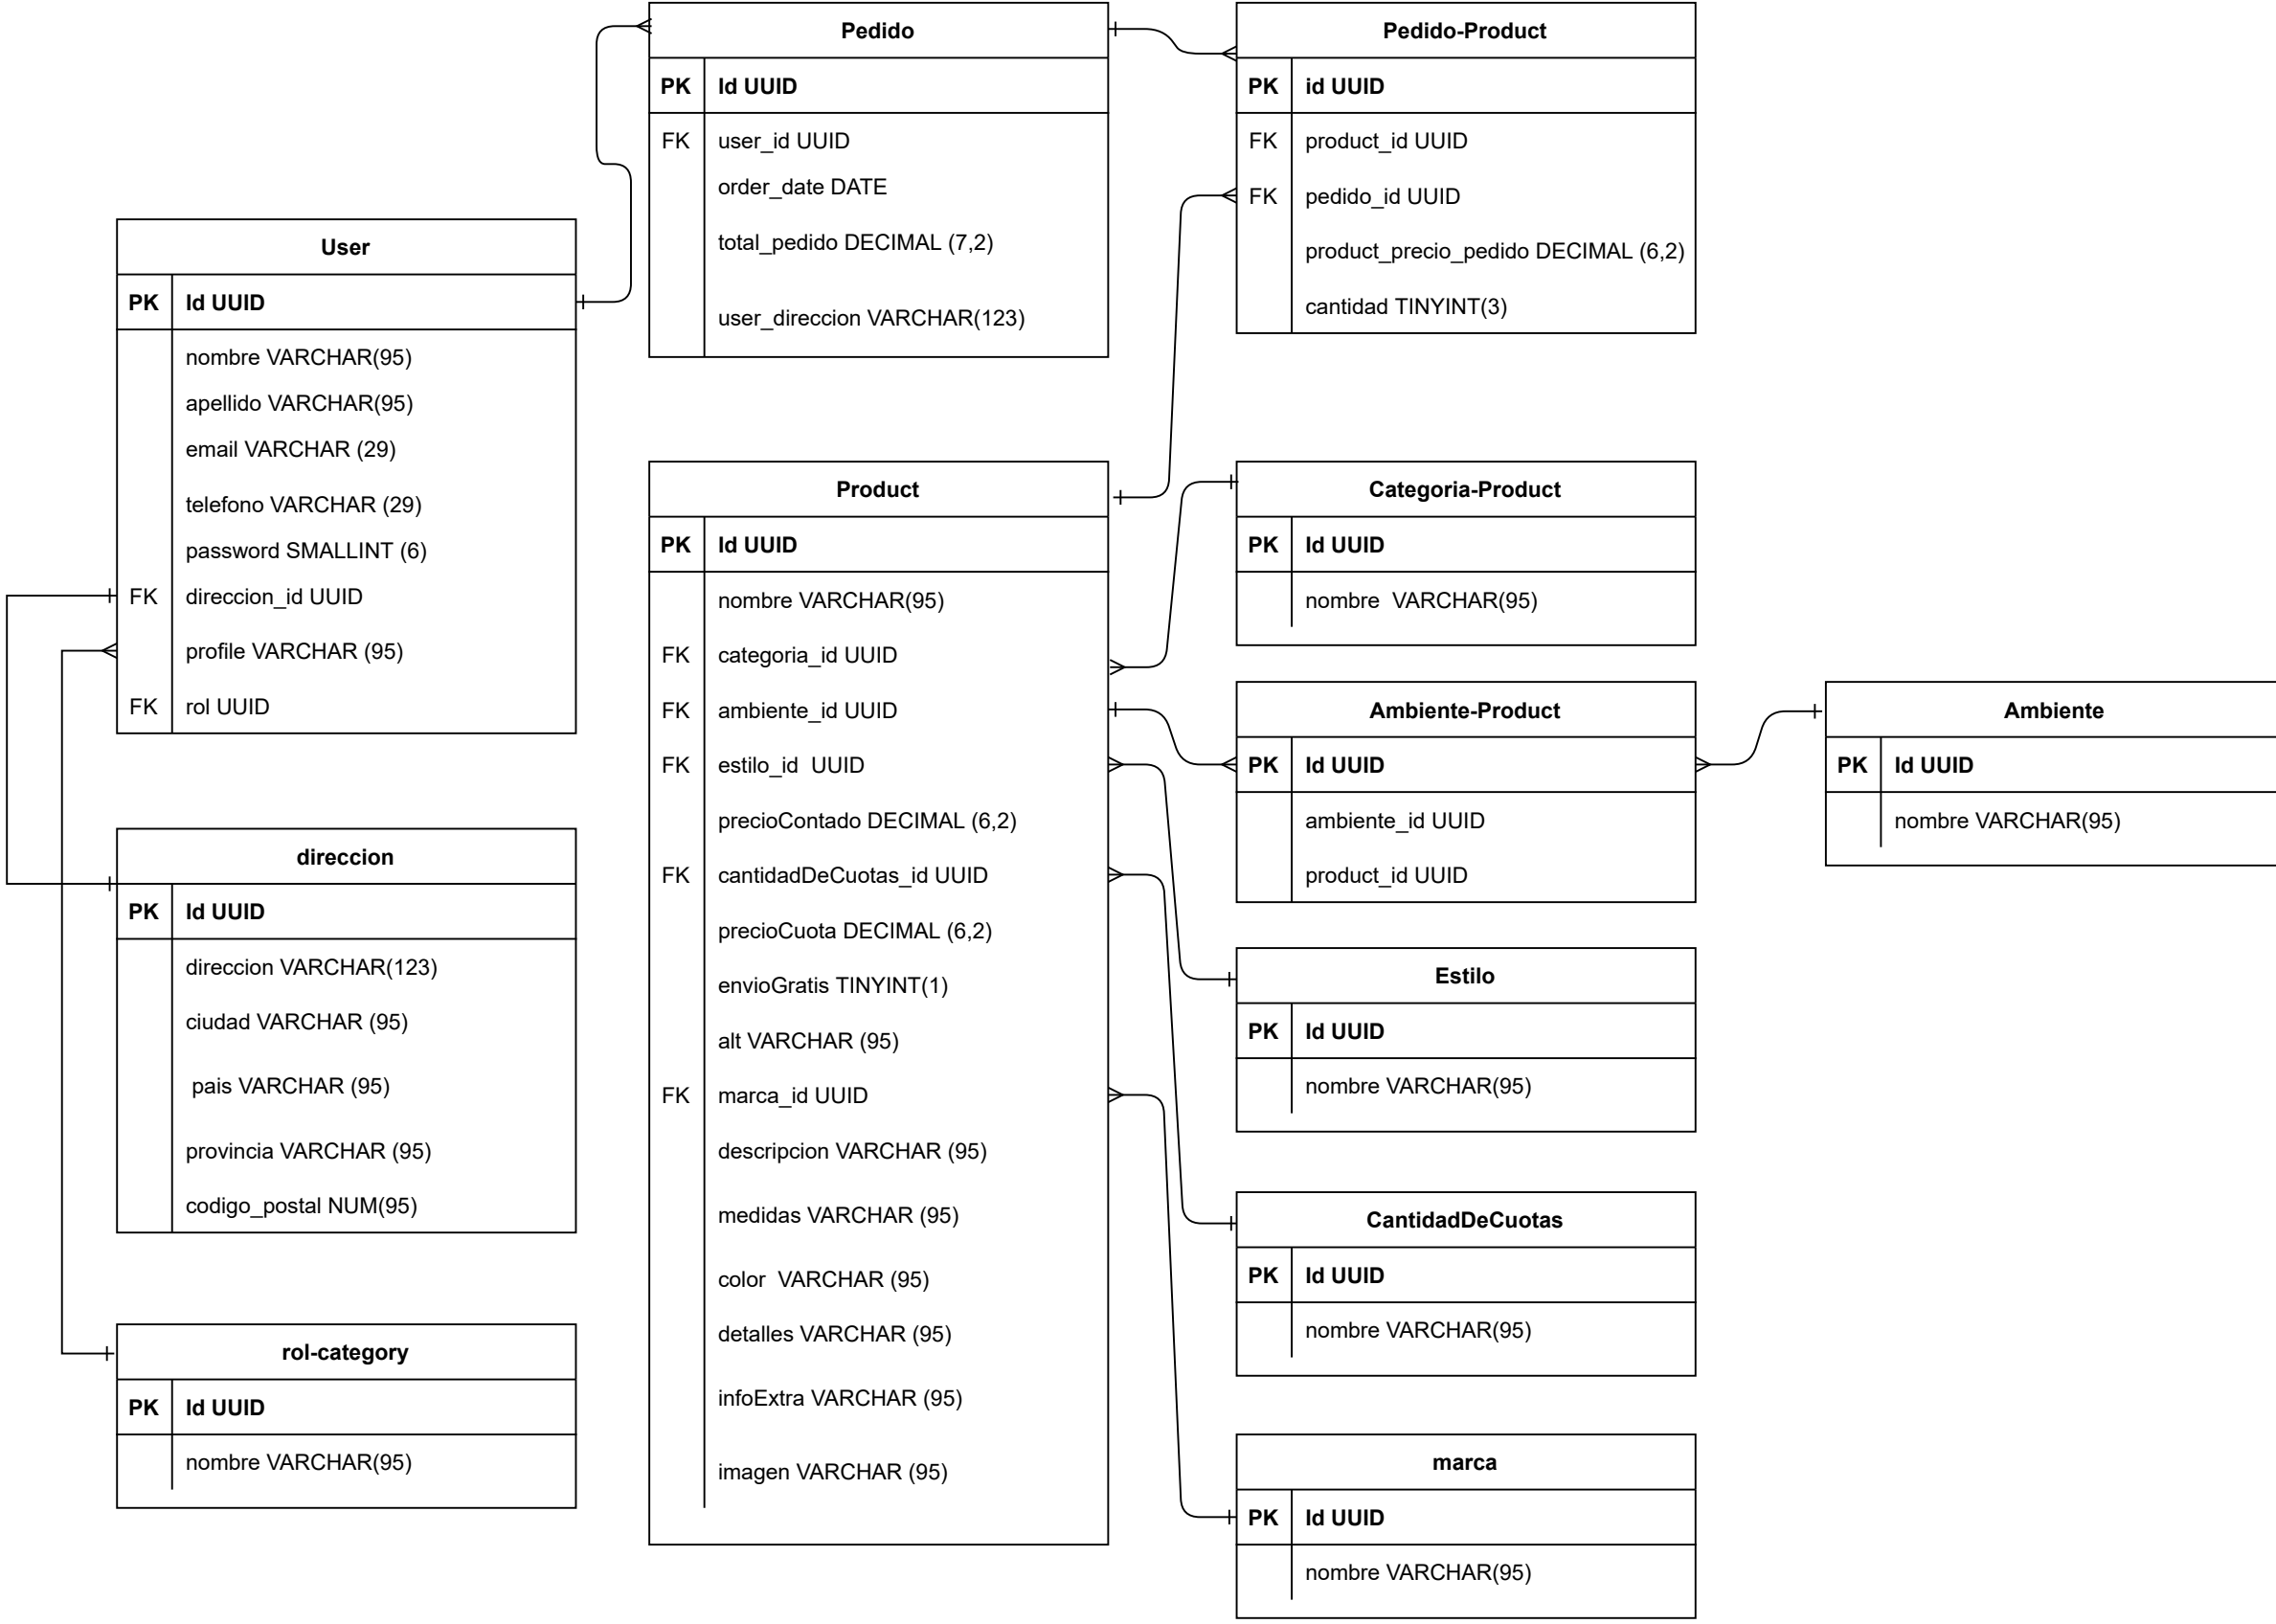 Pedido
PK Id UUID
FK user_id UUID
order_date DATE
total_pedido DECIMAL (7,2)
user_direccion VARCHAR(123)
Pedido-Product
PK id UUID
FK product_id UUID
FK pedido_id UUID
product_precio_pedido DECIMAL (6,2)
cantidad TINYINT(3)
User
PK Id UUID
nombre VARCHAR(95)
apellido VARCHAR(95)
email VARCHAR (29)
telefono VARCHAR (29)
password SMALLINT (6)
FK direccion_id UUID
profile VARCHAR (95)
FK rol UUID
Product
PK Id UUID
nombre VARCHAR(95)
FK categoria_id UUID
FK ambiente_id UUID
FK estilo_id  UUID
precioContado DECIMAL (6,2)
FK cantidadDeCuotas_id UUID
precioCuota DECIMAL (6,2)
envioGratis TINYINT(1)
alt VARCHAR (95)
FK marca_id UUID
descripcion VARCHAR (95)
medidas VARCHAR (95)
color  VARCHAR (95)
detalles VARCHAR (95)
infoExtra VARCHAR (95)
imagen VARCHAR (95)
Categoria-Product
PK Id UUID
nombre  VARCHAR(95)
Ambiente-Product
PK Id UUID
ambiente_id UUID
product_id UUID
Ambiente
PK Id UUID
nombre VARCHAR(95)
direccion
PK Id UUID
direccion VARCHAR(123)
ciudad VARCHAR (95)
pais VARCHAR (95)
provincia VARCHAR (95)
codigo_postal NUM(95)
Estilo
PK Id UUID
nombre VARCHAR(95)
CantidadDeCuotas
PK Id UUID
nombre VARCHAR(95)
rol-category
PK Id UUID
nombre VARCHAR(95)
marca
PK Id UUID
nombre VARCHAR(95)